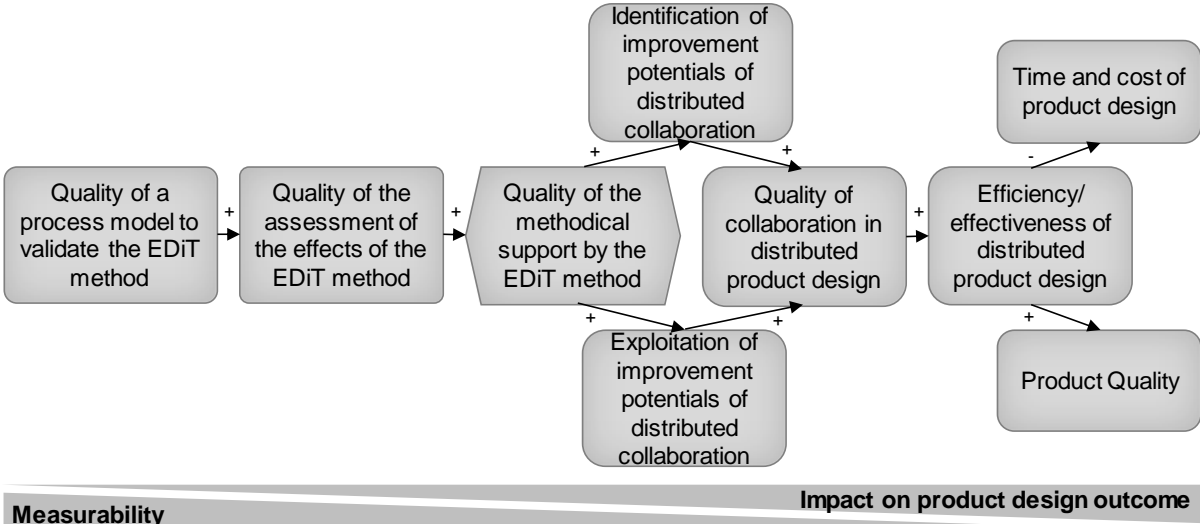 Quality of a
process model to
validate the EDiT
method
+
Quality of the
assessment of
the effects of the
EDiT method
+
Quality of the
methodical
support by the
EDiT method
+
+
Identification of
improvement
potentials of
distributed
collaboration
+
Exploitation of
improvement
potentials of
distributed
collaboration
+
Quality of
collaboration in
distributed
product design
+
Efficiency/
effectiveness of
distributed
product design
-
+
Time and cost of
product design
Product Quality
Impact on product design outcome
Measurability